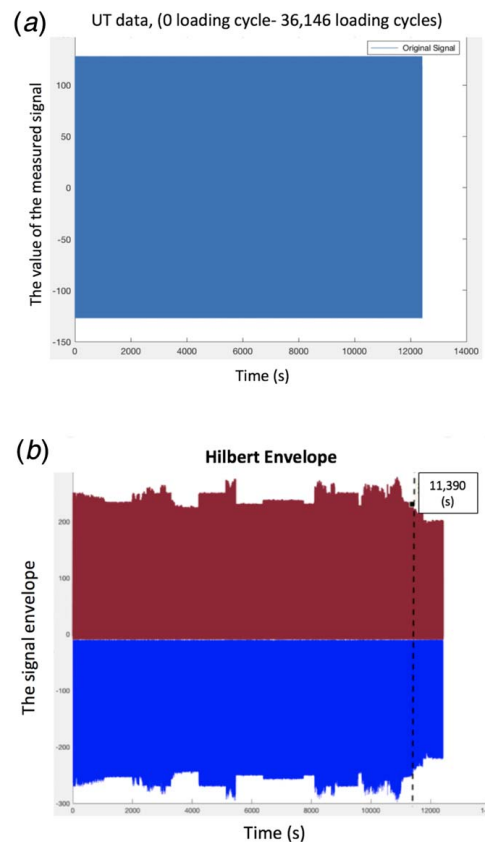 (a)
UT data, (0 loading cycle- 36,146 loading cycles)
Original Signal
The value of the measured signal
100
50
0
-50
-100
-150
0 2000 4000 6000 8000 10000 12000 14000
Time (s)
(b)
Hilbert Envelope
11,390
(s)
The signal envelope
200
100
0
-100
-200
-300
0 2000 4000 6000 8000 10000 12000
Time (s)